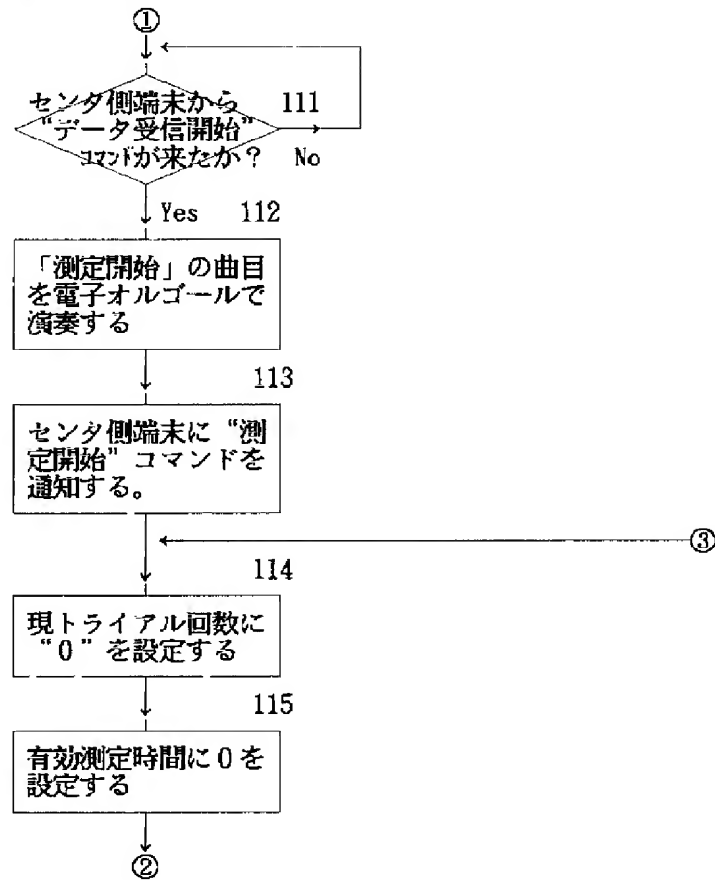 ①
センタ側端末から 111
“データ受信開始”
コマンドが来たか? No
Yes 112
「測定開始」の曲目
を電子オルゴールで
演奏する
113
センタ側端末に“測
定開始”コマンドを
通知する。
③
114
現トライアル回数に
“0”を設定する
115
有効測定時間に0を
設定する
②